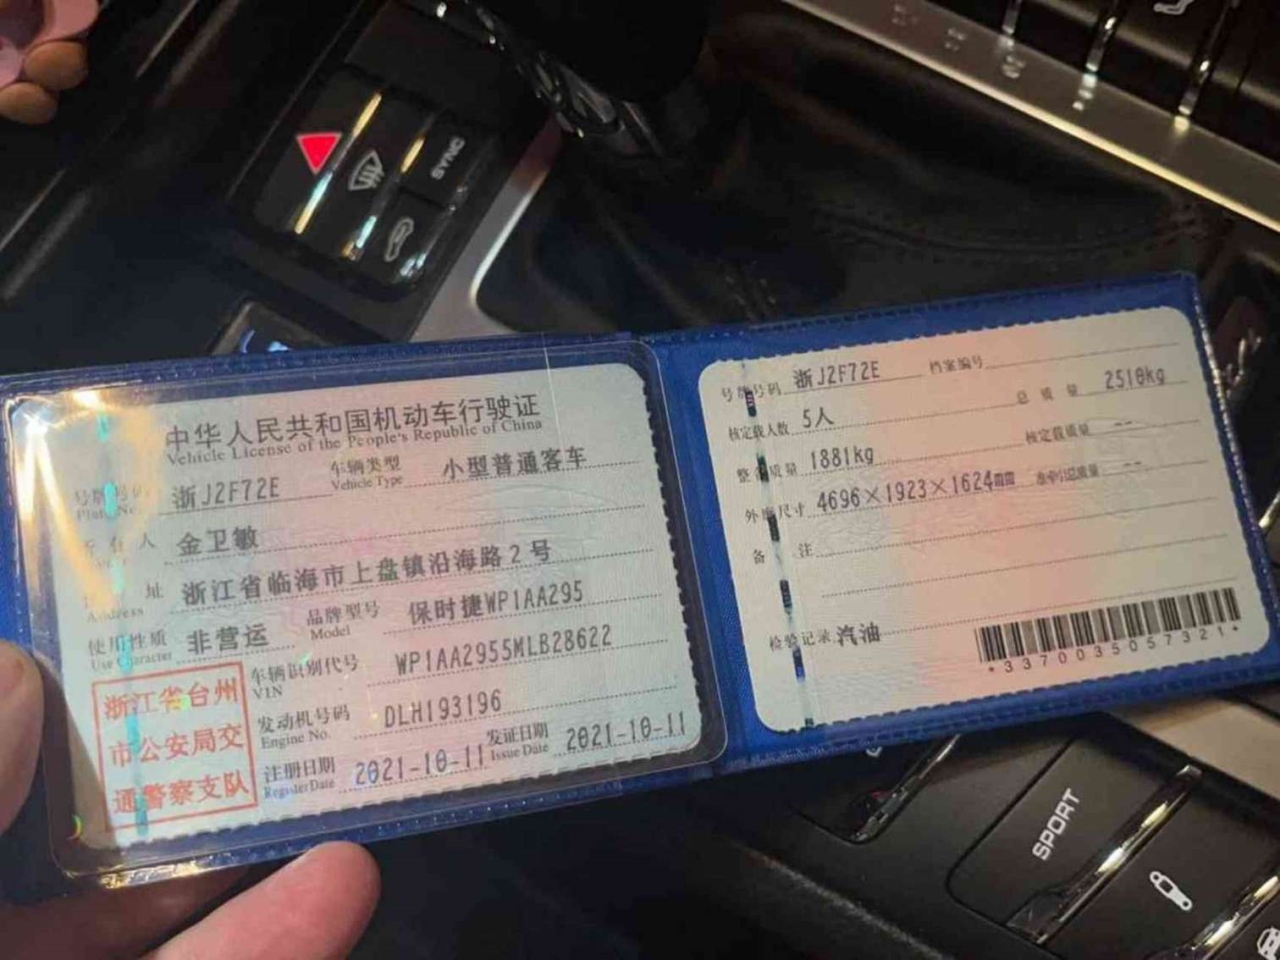 SYNC
中华人民共和国机动车行驶证
Vehicle License of the People's Republic of China
号牌号码 浙J2F72E 车辆类型 小型普通客车
Plate No. Vehicle Type
所有人 金卫敏
住址 浙江省临海市上盘镇沿海路2号
Address
使用性质 非营运 品牌型号 保时捷WP1AA295
Use Character Model
浙江省台州
市公安局交
通警察支队
车辆识别代号 WP1AA2955MLB28622
VIN
发动机号码 DLH193196
Engine No.
注册日期 2021-10-11 发证日期 2021-10-11
Register Date Issue Date
号牌号码 浙J2F72E 档案编号
核定载人数 5人 总质量 2510kg
整备质量 1881kg 核定载质量 --
外廓尺寸 4696×1923×1624mm 准牵引总质量 --
备注
检验记录 汽油
*3370035057321*
SPORT